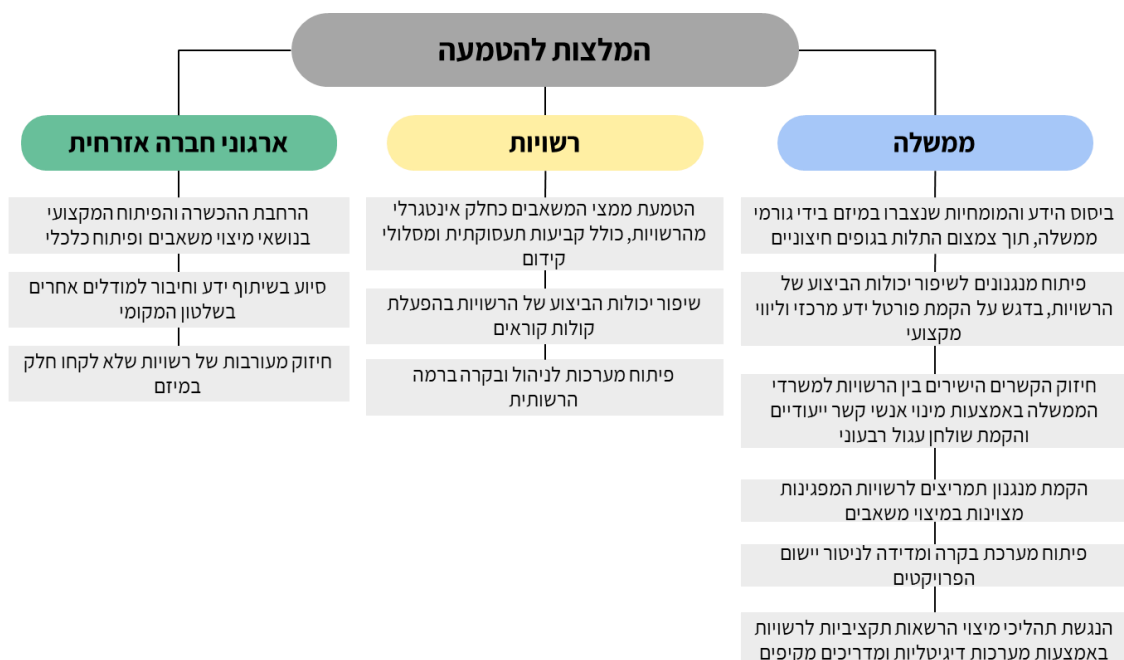 המלצות להטמעה
ממשלה
ביסוס הידע והמומחיות שנצברו במיזם בידי גורמי
ממשלה, תוך צמצום התלות בגופים חיצוניים
פיתוח מנגנונים לשיפור יכולות הביצוע של
הרשויות, בדגש על הקמת פורטל ידע מרכזי וליווי
מקצועי
חיזוק הקשרים הישירים בין הרשויות למשרדי
הממשלה באמצעות מינוי אנשי קשר ייעודיים
והקמת שולחן עגול רבעוני
הקמת מנגנון תמריצים לרשויות המפגינות
מצוינות במיצוי משאבים
פיתוח מערכת בקרה ומדידה לניטור יישום
הפרויקטים
הנגשת תהליכי מיצוי הרשאות תקציביות לרשויות
באמצעות מערכות דיגיטליות ומדריכים מקיפים
רשויות
הטמעת ממצי המשאבים כחלק אינטגרלי
מהרשויות, כולל קביעות תעסוקתית ומסלולי
קידום
שיפור יכולות הביצוע של הרשויות בהפעלת
קולות קוראים
פיתוח מערכות לניהול ובקרה ברמה
הרשותית
ארגוני חברה אזרחית
הרחבת ההכשרה והפיתוח המקצועי
בנושאי מיצוי משאבים ופיתוח כלכלי
סיוע בשיתוף ידע וחיבור למודלים אחרים
בשלטון המקומי
חיזוק מעורבות של רשויות שלא לקחו חלק
במיזם